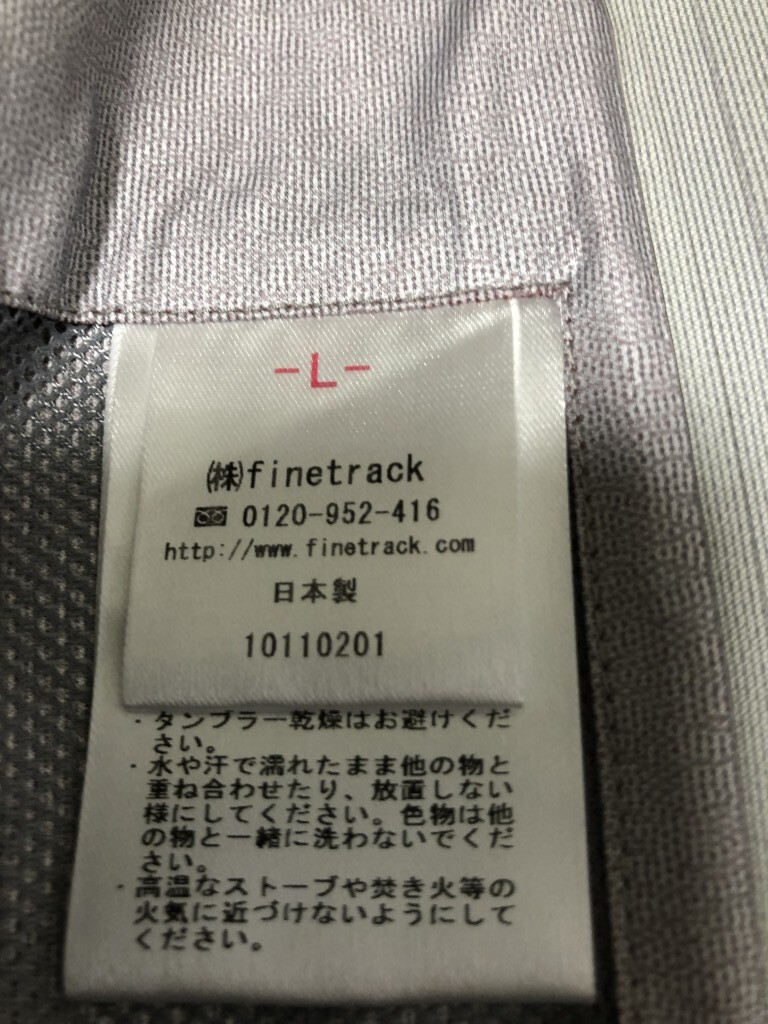 -L-
㈱finetrack
0120-952-416
http://www.finetrack.com
日本製
10110201
・タンブラー乾燥はお避けくだ
さい。
・水や汗で濡れたまま他の物と
重ね合わせたり、放置しない
様にしてください。色物は他
の物と一緒に洗わないでくだ
さい。
・高温なストーブや焚き火等の
火気に近づけないようにして
ください。